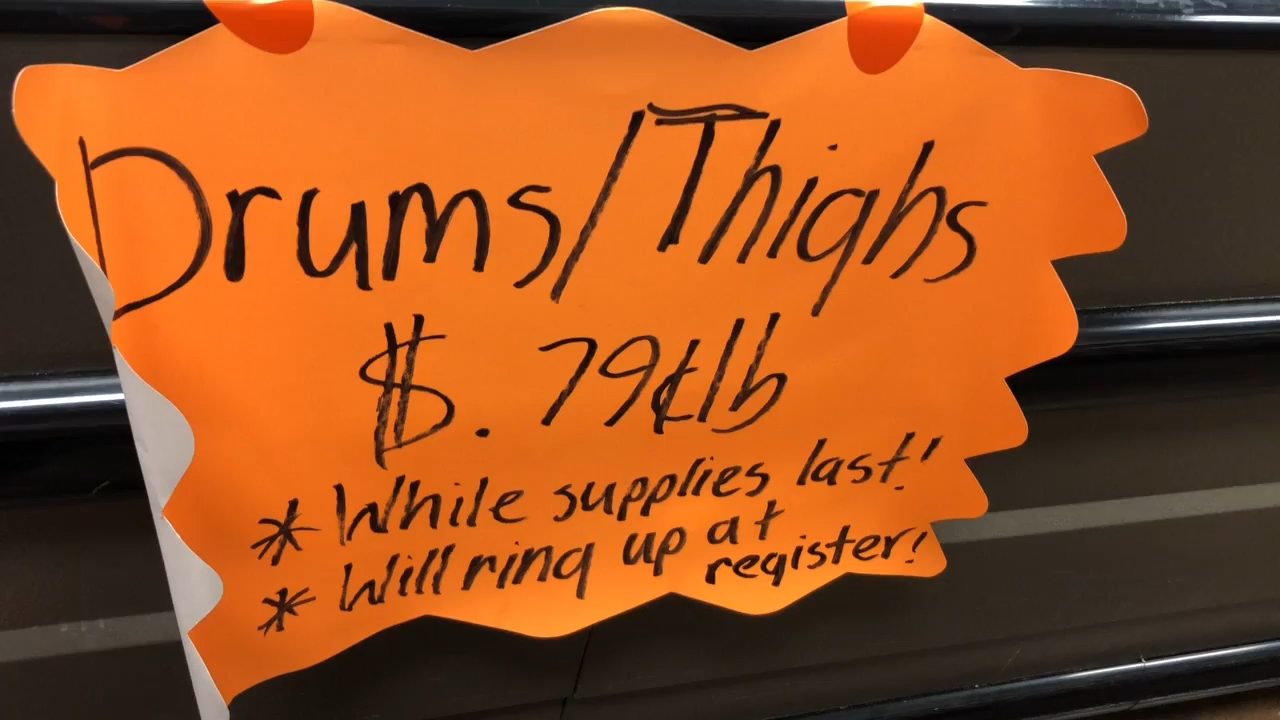 Drums/Thighs
$.79¢lb
* While supplies last!
* Will ring up at
register!